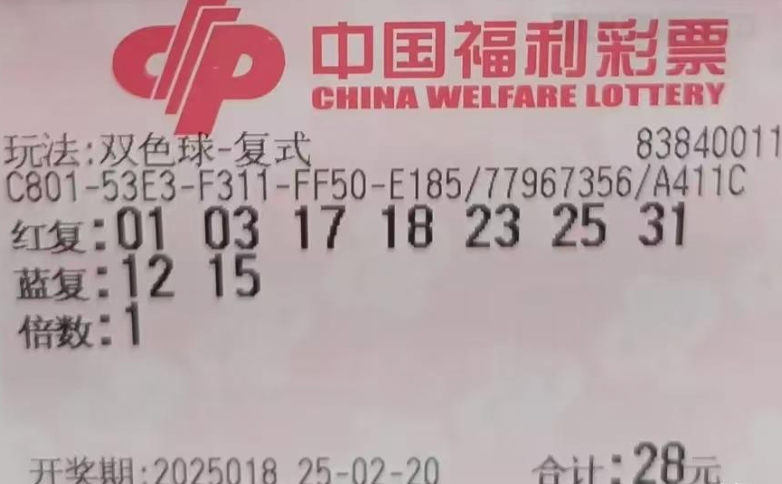 中国福利彩票
CHINA WELFARE LOTTERY
玩法:双色球-复式 83840011
C801-53E3-F311-FF50-E185/77967356/A411C
红复:01 03 17 18 23 25 31
蓝复:12 15
倍数:1
开奖期:2025018 25-02-20 合计:28元